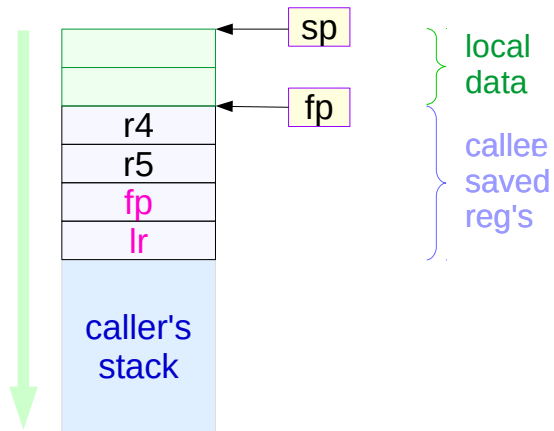 sp
local
data
fp
r4
r5
fp
lr
callee
saved
reg's
caller's
stack